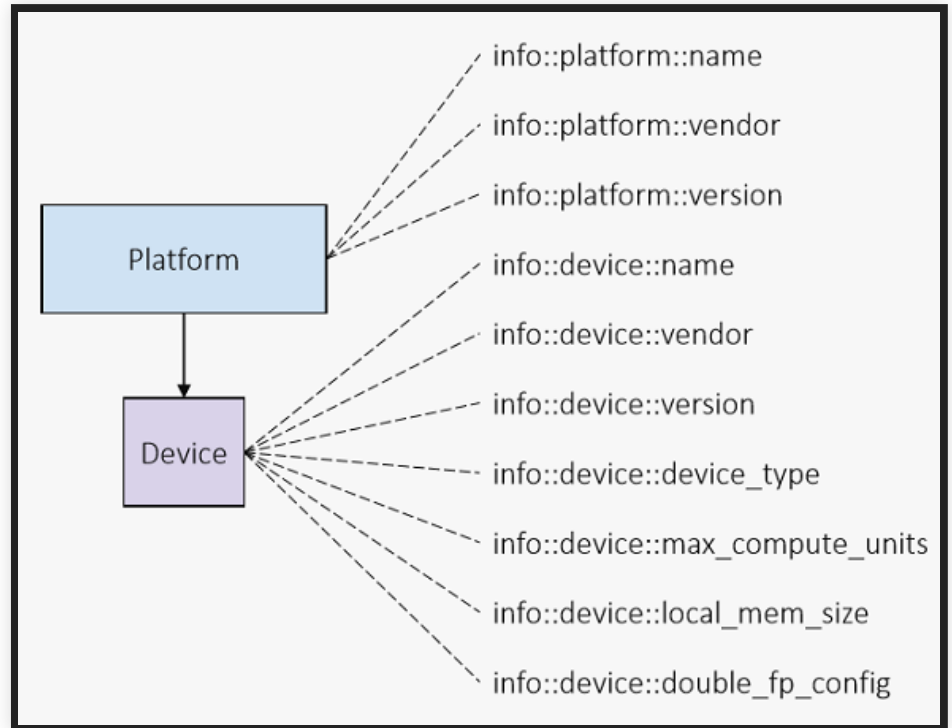 info::platform::name
info::platform::vendor
info::platform::version
Platform
info::device::name
info::device::vendor
info::device::version
Device
info::device::device_type
info::device::max_compute_units
info::device::local_mem_size
info::device::double_fp_config